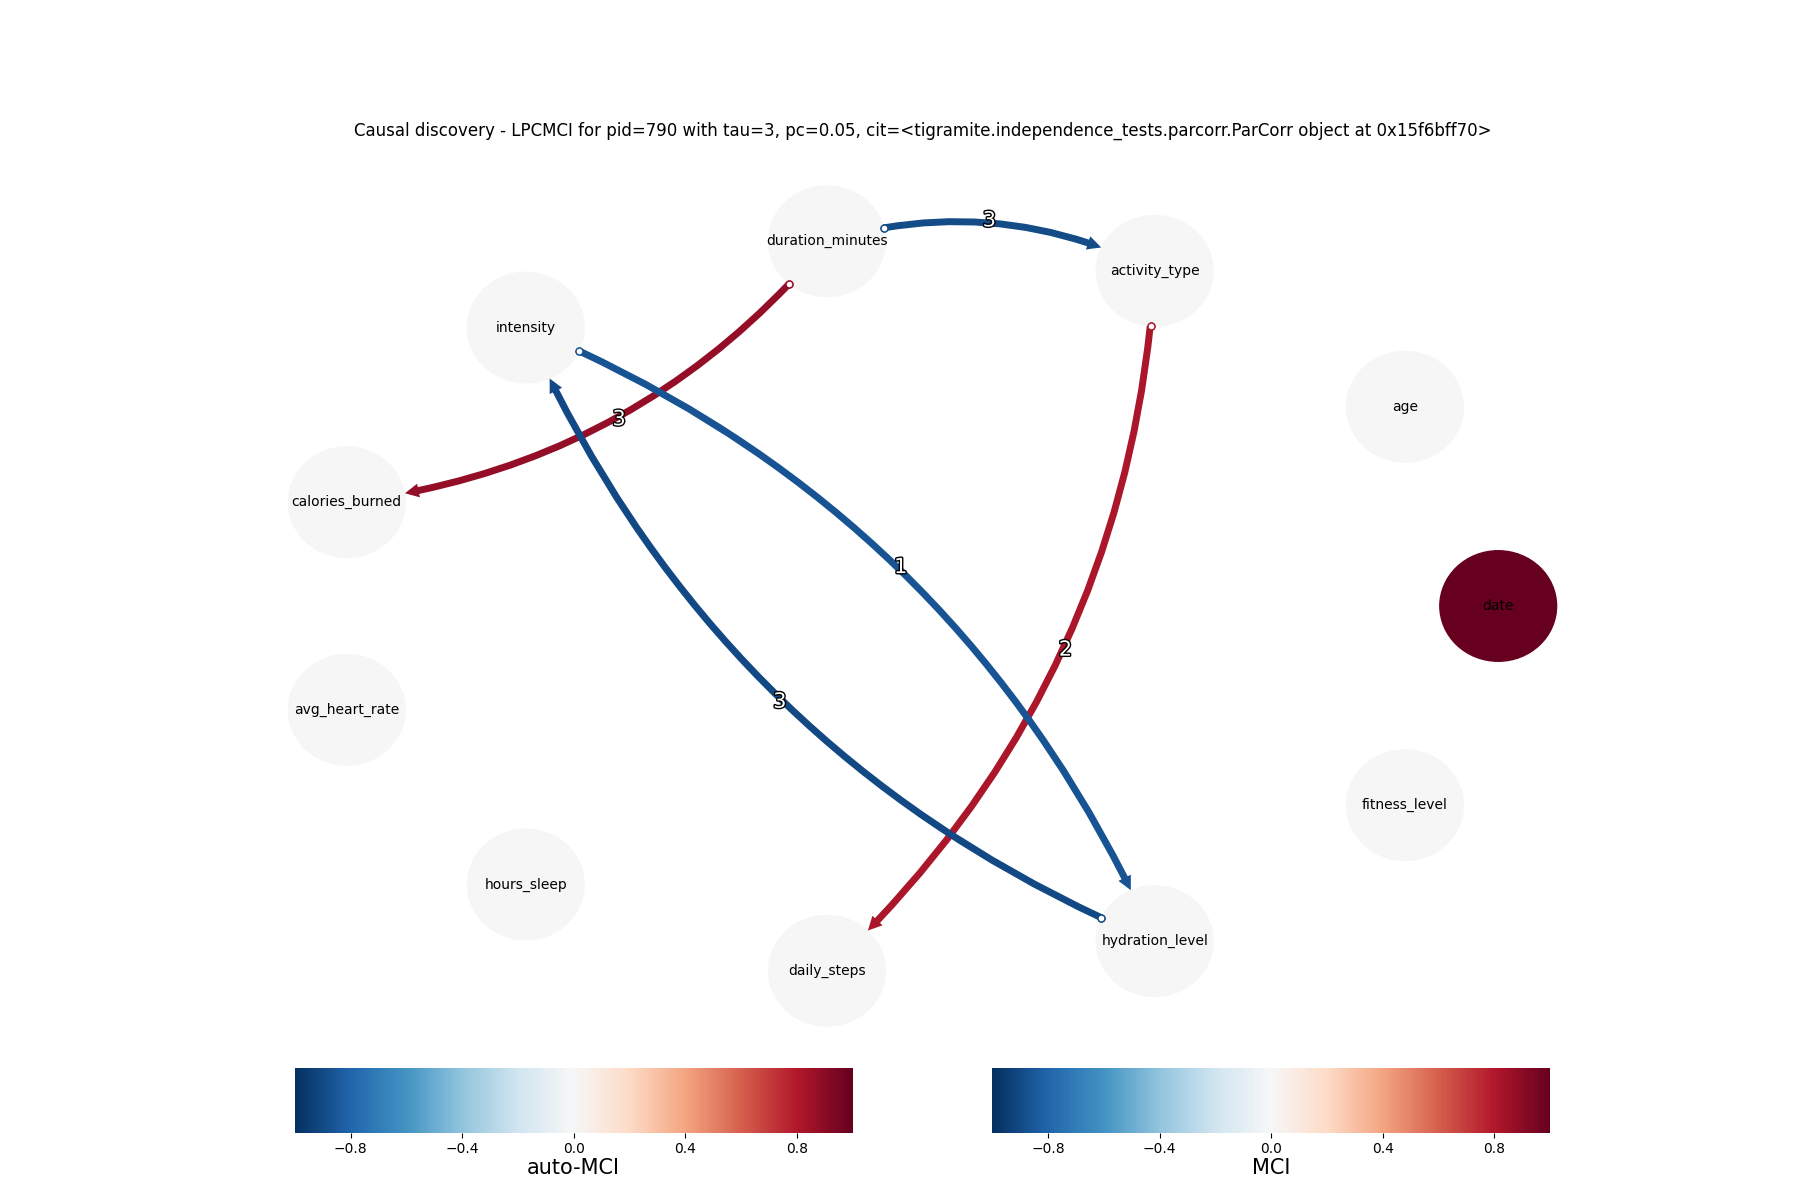 Causal discovery - LPCMCI for pid=790 with tau=3, pc=0.05, cit=<tigramite.independence_tests.parcorr.ParCorr object at 0x15f6bff70>
3
duration_minutes
activity_type
intensity
age
3
calories_burned
1
date
2
3
avg_heart_rate
fitness_level
hours_sleep
hydration_level
daily_steps
−0.8 −0.4 0.0 0.4 0.8
auto-MCI
−0.8 −0.4 0.0 0.4 0.8
MCI